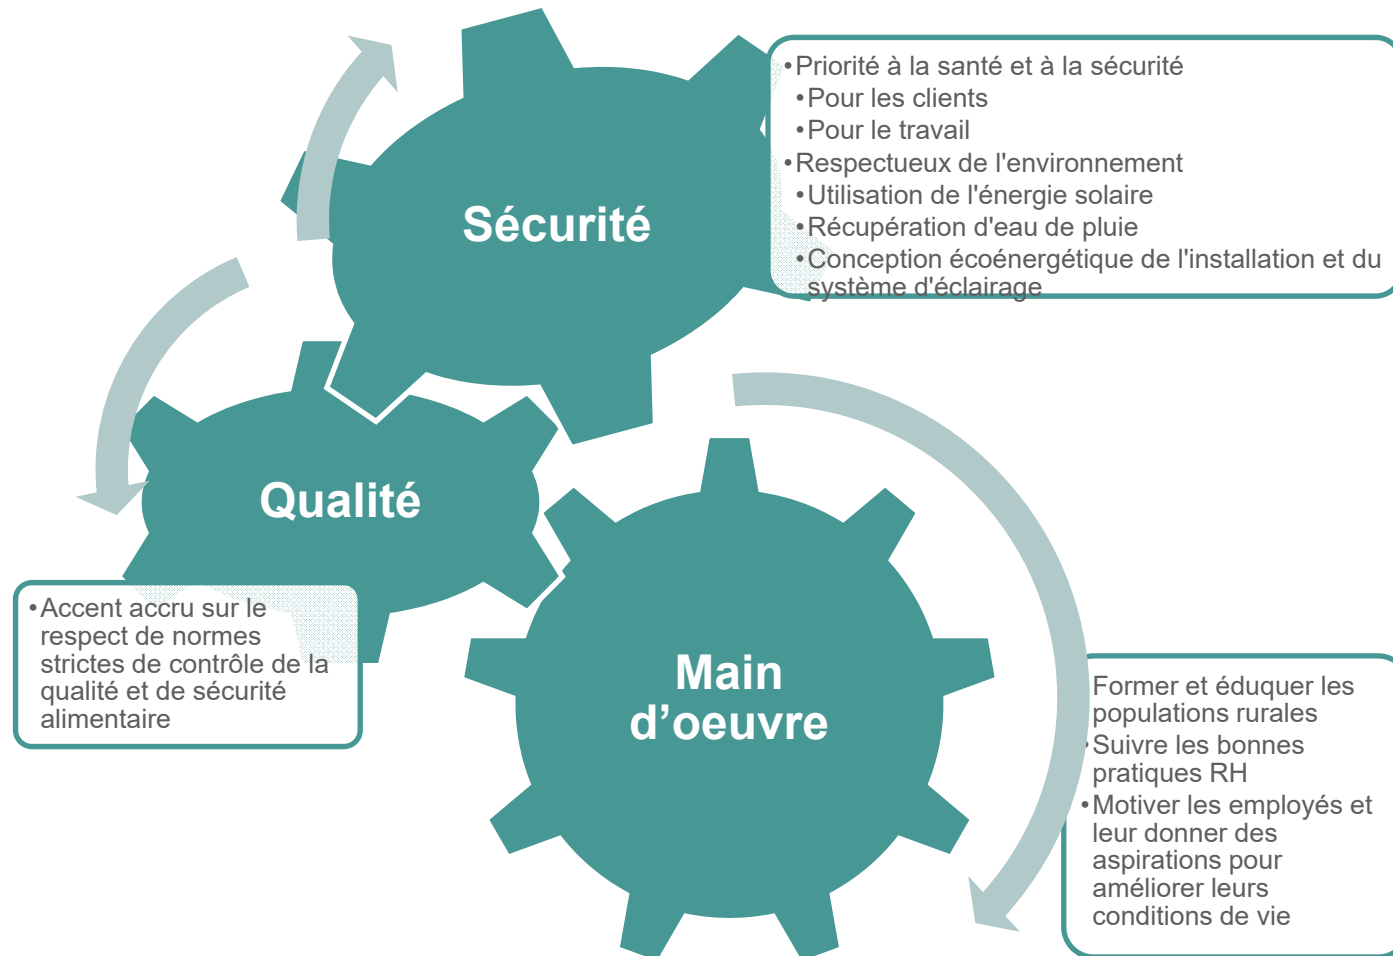 Sécurité
•Priorité à la santé et à la sécurité
•Pour les clients
•Pour le travail
•Respectueux de l'environnement
•Utilisation de l'énergie solaire
•Récupération d'eau de pluie
•Conception écoénergétique de l'installation et du
système d'éclairage
Qualité
•Accent accru sur le
respect de normes
strictes de contrôle de la
qualité et de sécurité
alimentaire
Main
d’oeuvre
Former et éduquer les
populations rurales
•Suivre les bonnes
pratiques RH
•Motiver les employés et
leur donner des
aspirations pour
améliorer leurs
conditions de vie